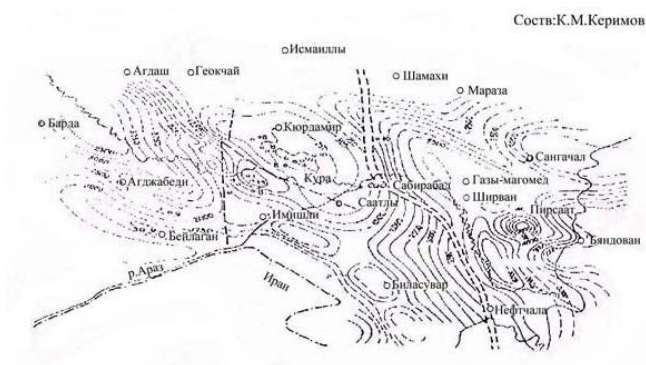 Соств:К.М.Керимов
Исмаиллы
Агдаш
Геокчай
Шамахи
Мараза
Барда
Кюрдамир
Сангачал
Агджабеди
Кура
Сабирабад
Газы-магомед
Саатлы
Ширван
Имишли
Пирсаат
Бейлаган
Бяндован
р.Араз
Иран
Биласувар
Нефтчала